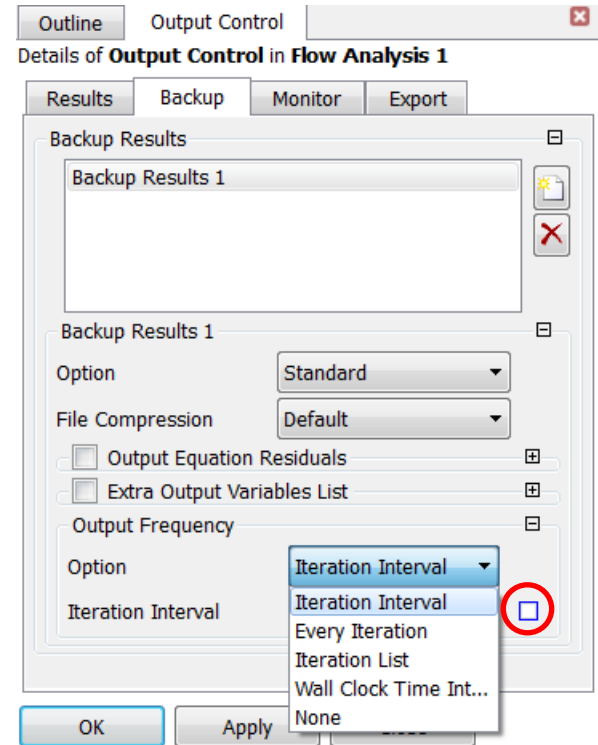 Outline Output Control
Details of Output Control in Flow Analysis 1
Results Backup Monitor Export
Backup Results
Backup Results 1
Backup Results 1
Option Standard
File Compression Default
Output Equation Residuals
Extra Output Variables List
Output Frequency
Option Iteration Interval
Iteration Interval Iteration Interval
Every Iteration
Iteration List
Wall Clock Time Int...
None
OK Apply